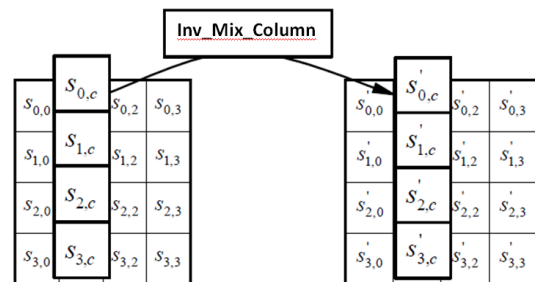 Inv_Mix_Column
s0,0 s0,c s0,2 s0,3 s'0,0 s'0,c s'0,2 s'0,3
s1,0 s1,c s1,2 s1,3 s'1,0 s'1,c s'1,2 s'1,3
s2,0 s2,c s2,2 s2,3 s'2,0 s'2,c s'2,2 s'2,3
s3,0 s3,c s3,2 s3,3 s'3,0 s'3,c s'3,2 s'3,3